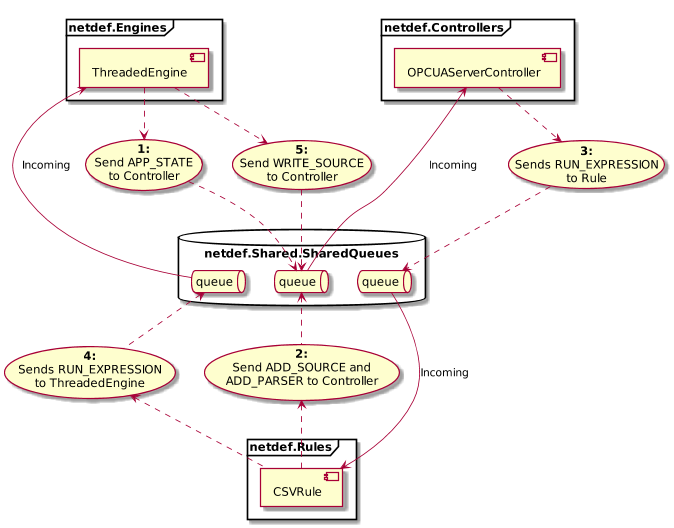 netdef.Engines
ThreadedEngine
netdef.Controllers
OPCUAServerController
1:
Send APP_STATE
to Controller
5:
Send WRITE_SOURCE
to Controller
3:
Sends RUN_EXPRESSION
to Rule
Incoming
Incoming
netdef.Shared.SharedQueues
queue
queue
queue
4:
Sends RUN_EXPRESSION
to ThreadedEngine
2:
Send ADD_SOURCE and
ADD_PARSER to Controller
Incoming
netdef.Rules
CSVRule